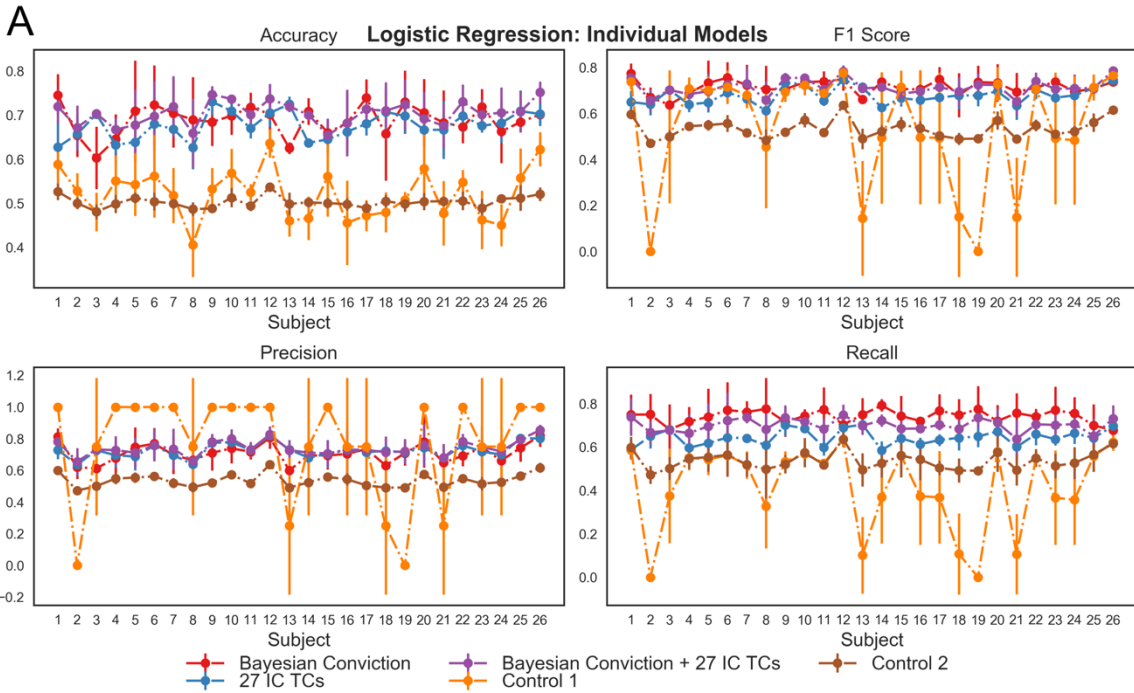 A
Logistic Regression: Individual Models
Accuracy
F1 Score
0.8
0.7
0.6
0.5
0.4
1 2 3 4 5 6 7 8 9 10 11 12 13 14 15 16 17 18 19 20 21 22 23 24 25 26
Subject
0.8
0.6
0.4
0.2
0.0
1 2 3 4 5 6 7 8 9 10 11 12 13 14 15 16 17 18 19 20 21 22 23 24 25 26
Subject
Precision
1.2
1.0
0.8
0.6
0.4
0.2
0.0
−0.2
1 2 3 4 5 6 7 8 9 10 11 12 13 14 15 16 17 18 19 20 21 22 23 24 25 26
Subject
Recall
0.8
0.6
0.4
0.2
0.0
1 2 3 4 5 6 7 8 9 10 11 12 13 14 15 16 17 18 19 20 21 22 23 24 25 26
Subject
Bayesian Conviction
27 IC TCs
Bayesian Conviction + 27 IC TCs
Control 1
Control 2